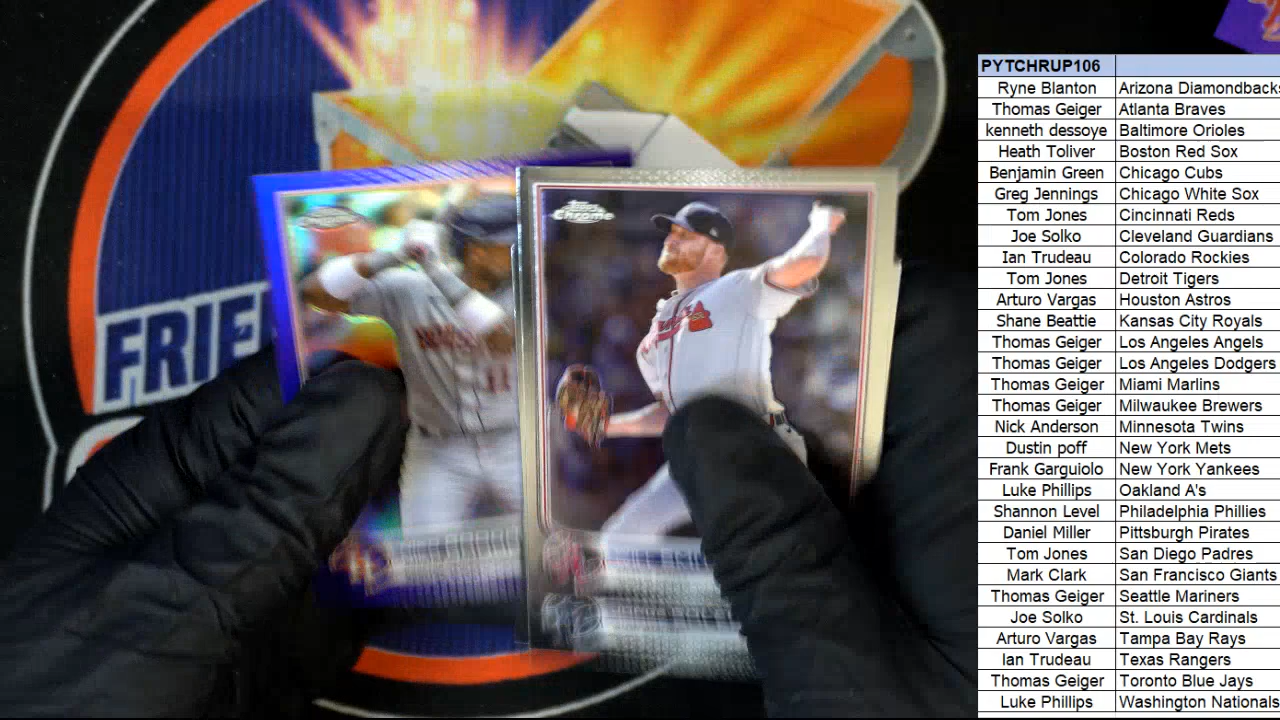 FRIE
Topps
Chrome
PYTCHRUP106
Ryne Blanton Arizona Diamondbacks
Thomas Geiger Atlanta Braves
kenneth dessoye Baltimore Orioles
Heath Toliver Boston Red Sox
Benjamin Green Chicago Cubs
Greg Jennings Chicago White Sox
Tom Jones Cincinnati Reds
Joe Solko Cleveland Guardians
Ian Trudeau Colorado Rockies
Tom Jones Detroit Tigers
Arturo Vargas Houston Astros
Shane Beattie Kansas City Royals
Thomas Geiger Los Angeles Angels
Thomas Geiger Los Angeles Dodgers
Thomas Geiger Miami Marlins
Thomas Geiger Milwaukee Brewers
Nick Anderson Minnesota Twins
Dustin poff New York Mets
Frank Garguiolo New York Yankees
Luke Phillips Oakland A's
Shannon Level Philadelphia Phillies
Daniel Miller Pittsburgh Pirates
Tom Jones San Diego Padres
Mark Clark San Francisco Giants
Thomas Geiger Seattle Mariners
Joe Solko St. Louis Cardinals
Arturo Vargas Tampa Bay Rays
Ian Trudeau Texas Rangers
Thomas Geiger Toronto Blue Jays
Luke Phillips Washington Nationals